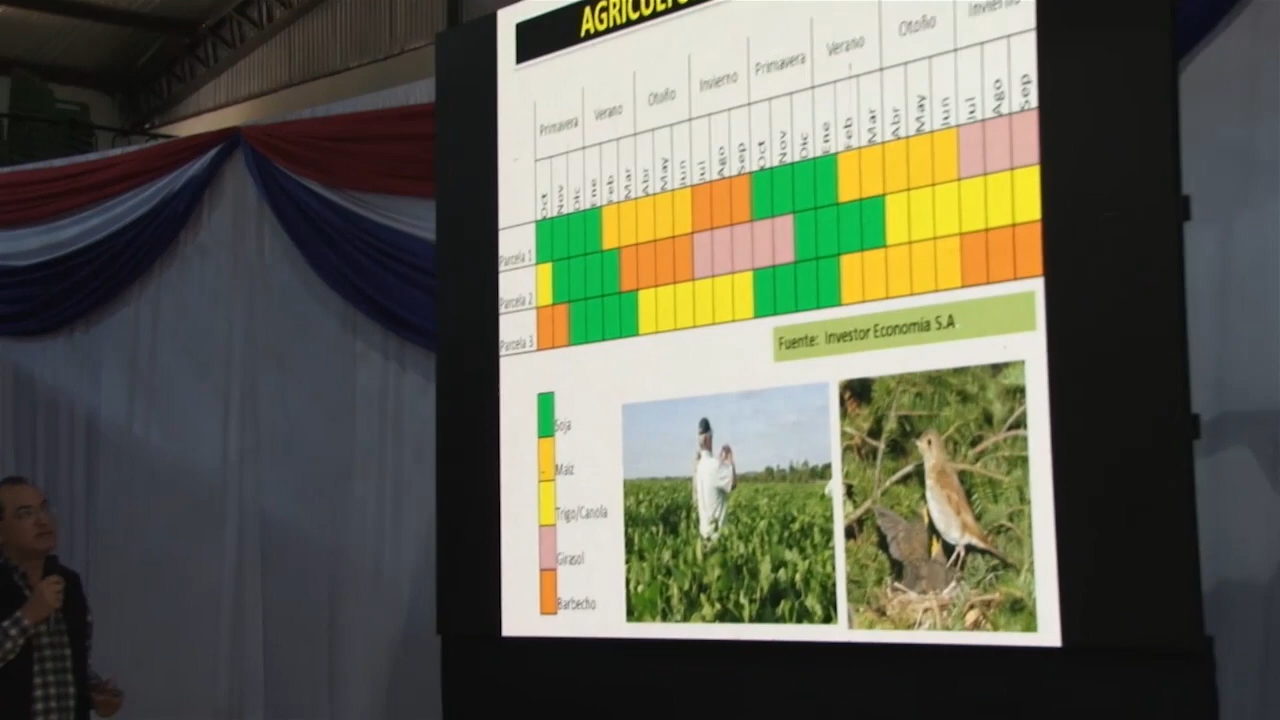 Primavera Verano Otoño Invierno Primavera Verano Otoño Invierno
Oct Nov Dic Ene Feb Mar Abr May Jun Jul Ago Sep Oct Nov Dic Ene Feb Mar Abr May Jun Jul Ago Sep
Parcela 1
Parcela 2
Parcela 3
Fuente: Investor Economía S.A
Soja
Maiz
Trigo/Canola
Girasol
Barbecho